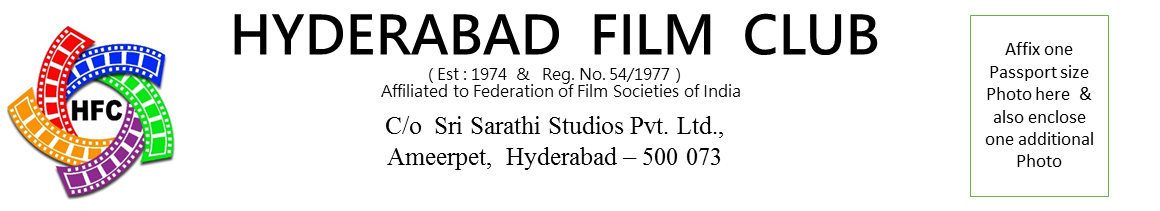 HFC
HYDERABAD FILM CLUB
( Est : 1974 & Reg. No. 54/1977 )
Affiliated to Federation of Film Societies of India
C/o Sri Sarathi Studios Pvt. Ltd.,
Ameerpet, Hyderabad – 500 073
Affix one
Passport size
Photo here &
also enclose
one additional
Photo